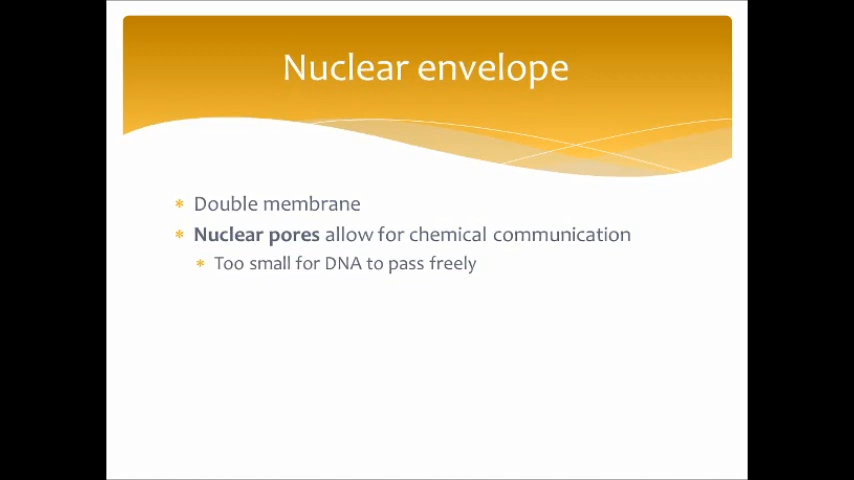 Nuclear envelope
Double membrane
Nuclear pores allow for chemical communication
Too small for DNA to pass freely